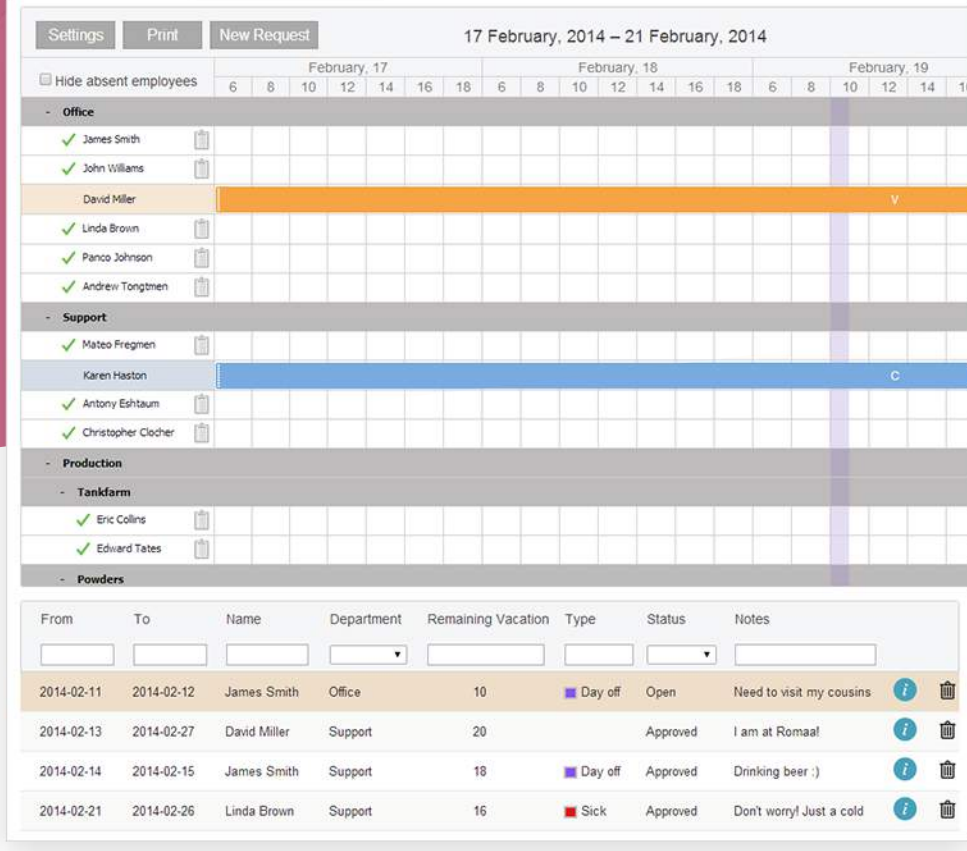 Settings Print New Request 17 February, 2014 – 21 February, 2014
February, 17 February, 18 February, 19
Hide absent employees 6 8 10 12 14 16 18 6 8 10 12 14 16 18 6 8 10 12 14
- Office
James Smith
John Williams
David Miller V
Linda Brown
Panco Johnson
Andrew Tongtmen
- Support
Mateo Fregmen
Karen Haston C
Antony Eshtaum
Christopher Clocher
- Production
- Tankfarm
Eric Collins
Edward Tates
- Powders
From To Name Department Remaining Vacation Type Status Notes
2014-02-11 2014-02-12 James Smith Office 10 Day off Open Need to visit my cousins i
2014-02-13 2014-02-27 David Miller Support 20 Approved I am at Romaa! i
2014-02-14 2014-02-15 James Smith Support 18 Day off Approved Drinking beer :) i
2014-02-21 2014-02-26 Linda Brown Support 16 Sick Approved Don't worry! Just a cold i